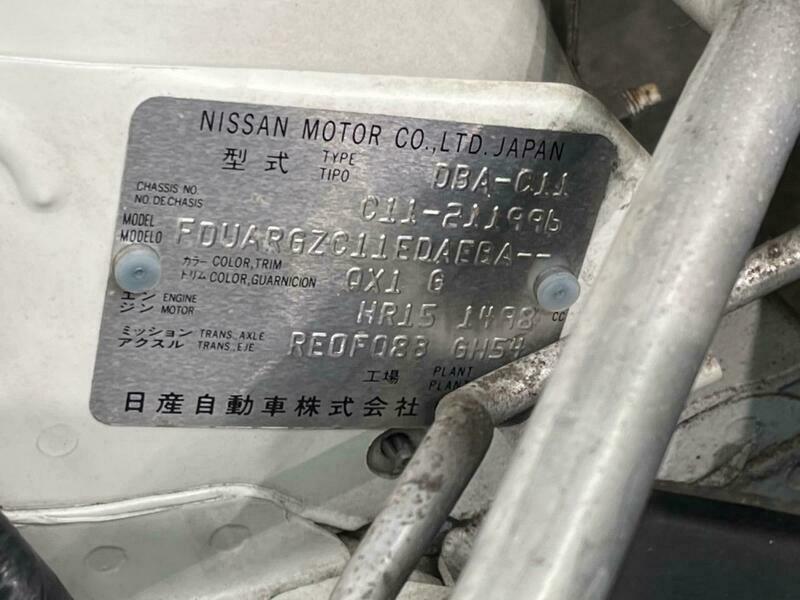 NISSAN MOTOR CO.,LTD. JAPAN
型式 TYPE TIPO DBA-C11
CHASSIS NO. NO. DE CHASIS C11-211996
MODEL MODELO FDUARGZC11EDAEBA--
カラー COLOR,TRIM トリム COLOR,GUARNICION QX1 G
エンジン ENGINE MOTOR HR15 1498 CC
ミッション TRANS.,AXLE アクスル TRANS.,EJE RE0F08B GH54
工場 PLANT
日産自動車株式会社